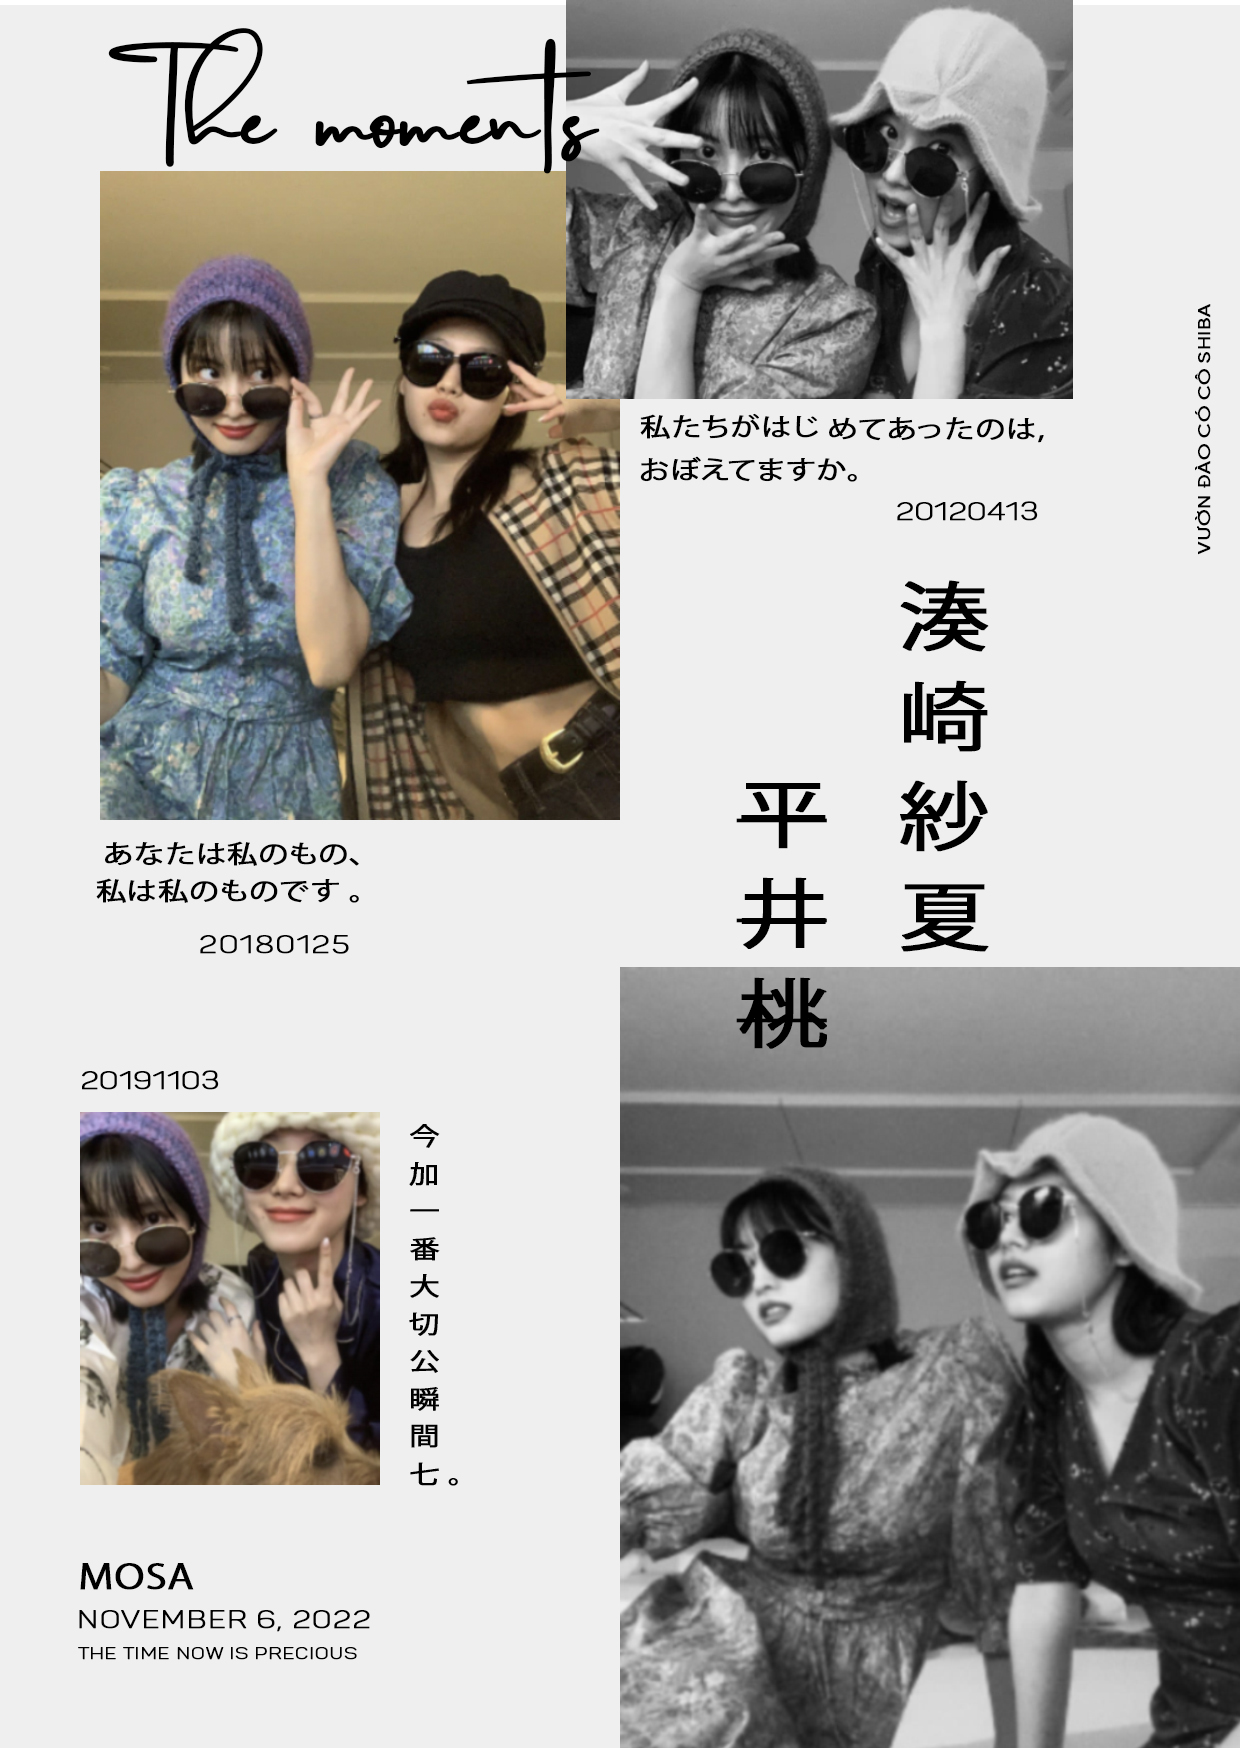 The moments
私たちがはじ めてあったのは,
おぼえてますか。
20120413
VƯỜN ĐÀO CÓ CÔ SHIBA
湊崎紗夏
平井桃
あなたは私のもの、
私は私のものです 。
20180125
20191103
今加一番大切公瞬間七。
MOSA
NOVEMBER 6, 2022
THE TIME NOW IS PRECIOUS